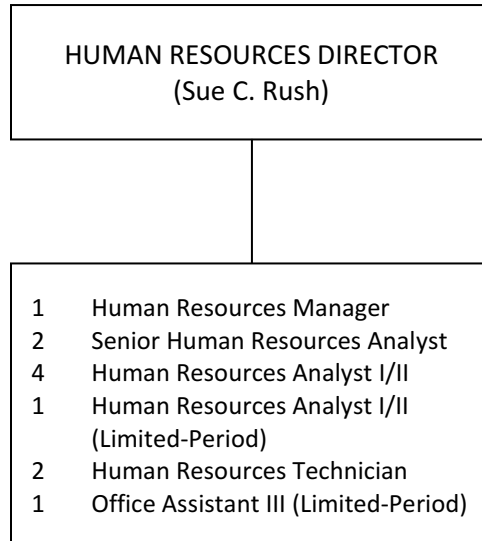 HUMAN RESOURCES DIRECTOR
(Sue C. Rush)
1 Human Resources Manager
2 Senior Human Resources Analyst
4 Human Resources Analyst I/II
1 Human Resources Analyst I/II
(Limited-Period)
2 Human Resources Technician
1 Office Assistant III (Limited-Period)